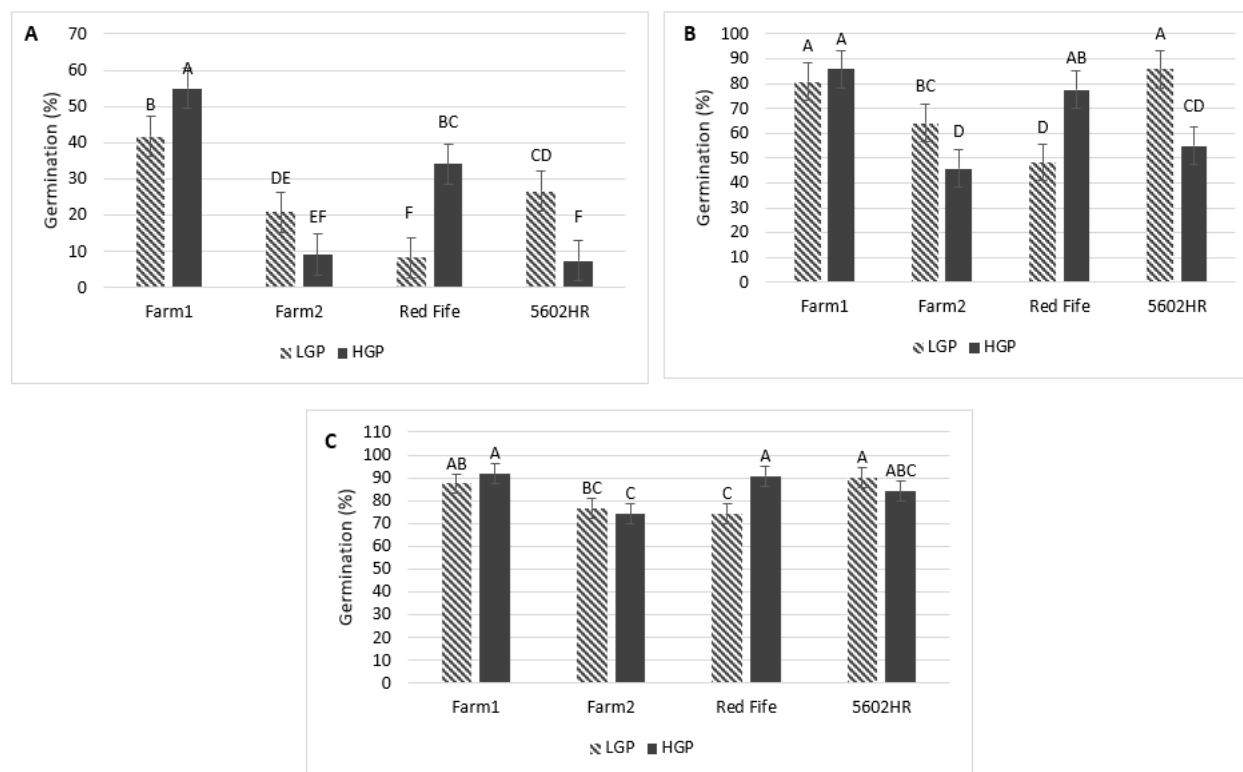 A
70
60
50
40
30
20
10
0
Germination (%)
B A
DE EF
F BC
CD F
Farm1 Farm2 Red Fife 5602HR
LGP HGP
B
100
90
80
70
60
50
40
30
20
10
0
Germination (%)
A A
BC D
D AB
A CD
Farm1 Farm2 Red Fife 5602HR
LGP HGP
C
110
100
90
80
70
60
50
40
30
20
10
0
Germination (%)
AB A
BC C
C A
A ABC
Farm1 Farm2 Red Fife 5602HR
LGP HGP